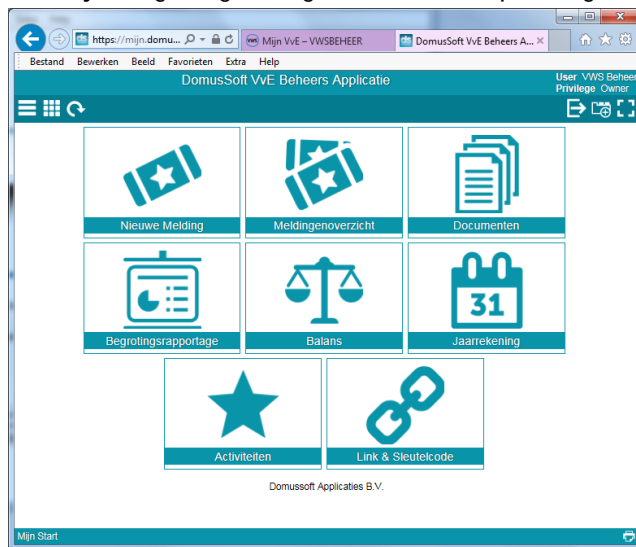 https://mijn.domu...
vws
Mijn VvE – VWSBEHEER
DomusSoft VvE Beheers A...
Bestand Bewerken Beeld Favorieten Extra Help
DomusSoft VvE Beheers Applicatie
User VWS Beheer
Privilege Owner
Nieuwe Melding
Meldingenoverzicht
Documenten
31
Begrotingsrapportage
Balans
Jaarrekening
Activiteiten
Link & Sleutelcode
Domussoft Applicaties B.V.
Mijn Start